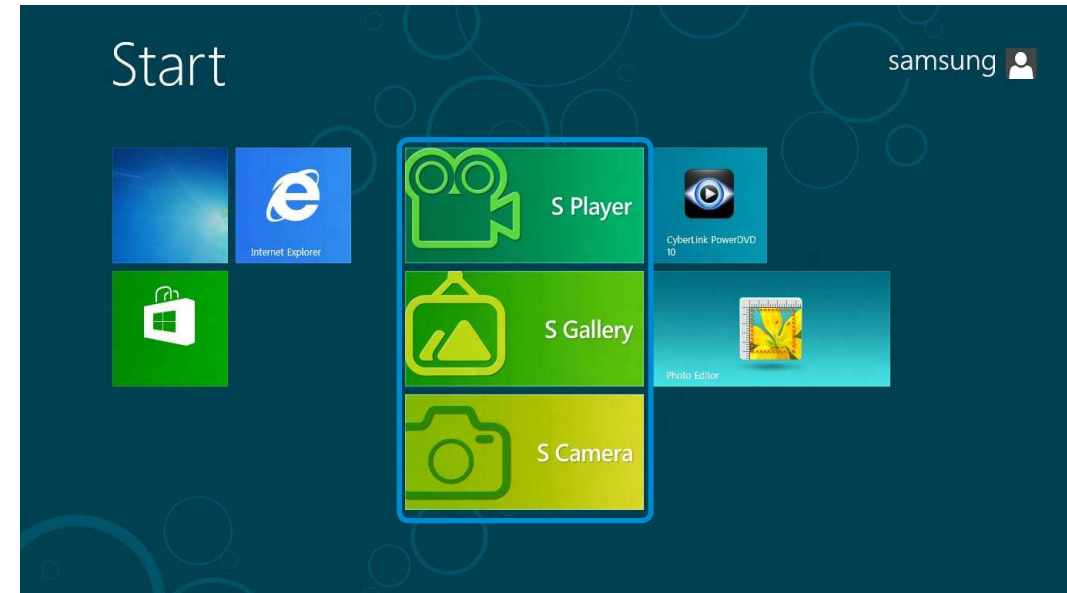 Start
samsung
S Player
CyberLink PowerDVD
10
Internet Explorer
S Gallery
Photo Editor
S Camera